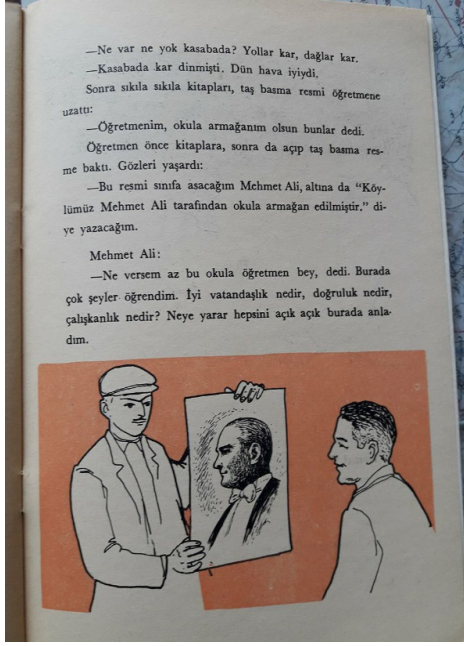 —Ne var ne yok kasabada? Yollar kar, dağlar kar.
—Kasabada kar dinmişti. Dün hava iyiydi.
Sonra sıkıla sıkıla kitapları, taş basma resmi öğretmene
uzattı:
—Öğretmenim, okula armağanım olsun bunlar dedi.
Öğretmen önce kitaplara, sonra da açıp taş basma res-
me baktı. Gözleri yaşardı:
—Bu resmi sınıfa asacağım Mehmet Ali, altına da "Köy-
lümüz Mehmet Ali tarafından okula armağan edilmiştir." di-
ye yazacağım.
Mehmet Ali:
—Ne versem az bu okula öğretmen bey, dedi. Burada
çok şeyler öğrendim. İyi vatandaşlık nedir, doğruluk nedir,
çalışkanlık nedir? Neye yarar hepsini açık açık burada anla-
dım.